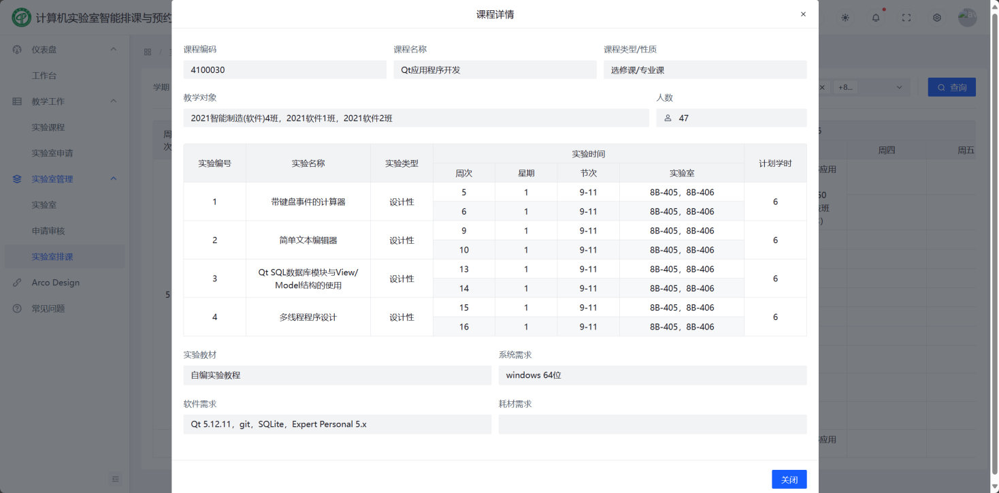 计算机实验室智能排课与预约
仪表盘
工作台
教学工作
实验课程
实验室申请
实验室管理
实验室
申请审核
实验室排课
Arco Design
常见问题
学期
+8...
查询
周
次
周四
周五
应用
5
应用
课程详情
课程编码
课程名称
课程类型/性质
4100030
Qt应用程序开发
选修课/专业课
教学对象
人数
2021智能制造(软件)4班，2021软件1班，2021软件2班
47
实验编号
实验名称
实验类型
实验时间
计划学时
周次
星期
节次
实验室
1
带键盘事件的计算器
设计性
5
1
9-11
8B-405，8B-406
6
6
1
9-11
8B-405，8B-406
2
简单文本编辑器
设计性
9
1
9-11
8B-405，8B-406
6
10
1
9-11
8B-405，8B-406
3
Qt SQL数据库模块与View/
Model结构的使用
设计性
13
1
9-11
8B-405，8B-406
6
14
1
9-11
8B-405，8B-406
4
多线程程序设计
设计性
15
1
9-11
8B-405，8B-406
6
16
1
9-11
8B-405，8B-406
实验教材
系统需求
自编实验教程
windows 64位
软件需求
耗材需求
Qt 5.12.11，git，SQLite，Expert Personal 5.x
关闭